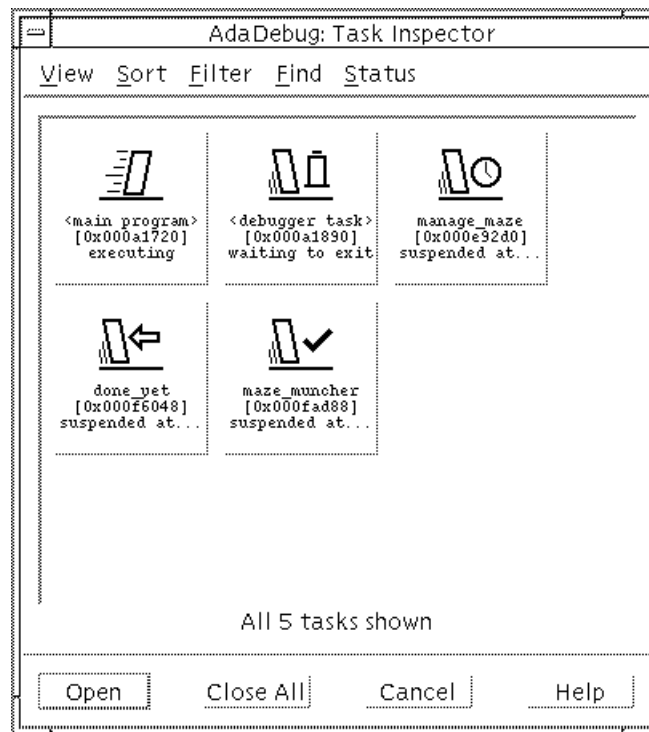 AdaDebug: Task Inspector
View Sort Filter Find Status
<main program>
[0x000a1720]
executing
<debugger task>
[0x000a1890]
waiting to exit
manage_maze
[0x000e92d0]
suspended at...
done_yet
[0x000f6048]
suspended at...
maze_muncher
[0x000fad88]
suspended at...
All 5 tasks shown
Open Close All Cancel Help